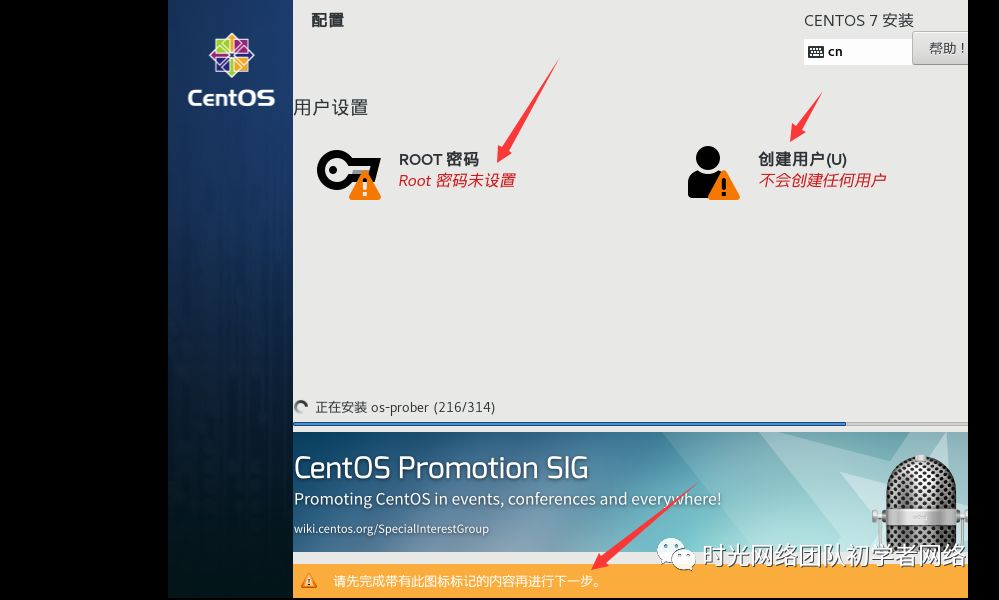 CentOS
配置
CENTOS 7 安装
cn
帮助！
用户设置
ROOT 密码
Root 密码未设置
创建用户(U)
不会创建任何用户
正在安装 os-prober (216/314)
CentOS Promotion SIG
Promoting CentOS in events, conferences and everywhere!
wiki.centos.org/SpecialInterestGroup
时光网络团队初学者网络
请先完成带有此图标标记的内容再进行下一步。